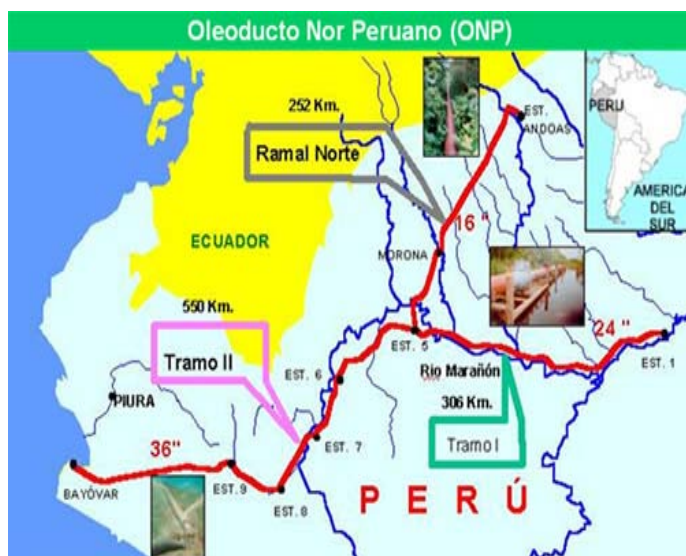 Oleoducto Nor Peruano (ONP)
252 Km.
Ramal Norte
EST.
ANDOAS
PERU
AMERICA
DEL
SUR
16 "
ECUADOR
MORONA
550 Km.
Tramo II
24 "
EST. 5
EST. 1
EST. 6
Rio Marañón
306 Km.
Tramo I
PIURA
36"
EST. 7
BAYÓVAR
EST. 9
EST. 8
PERÚ